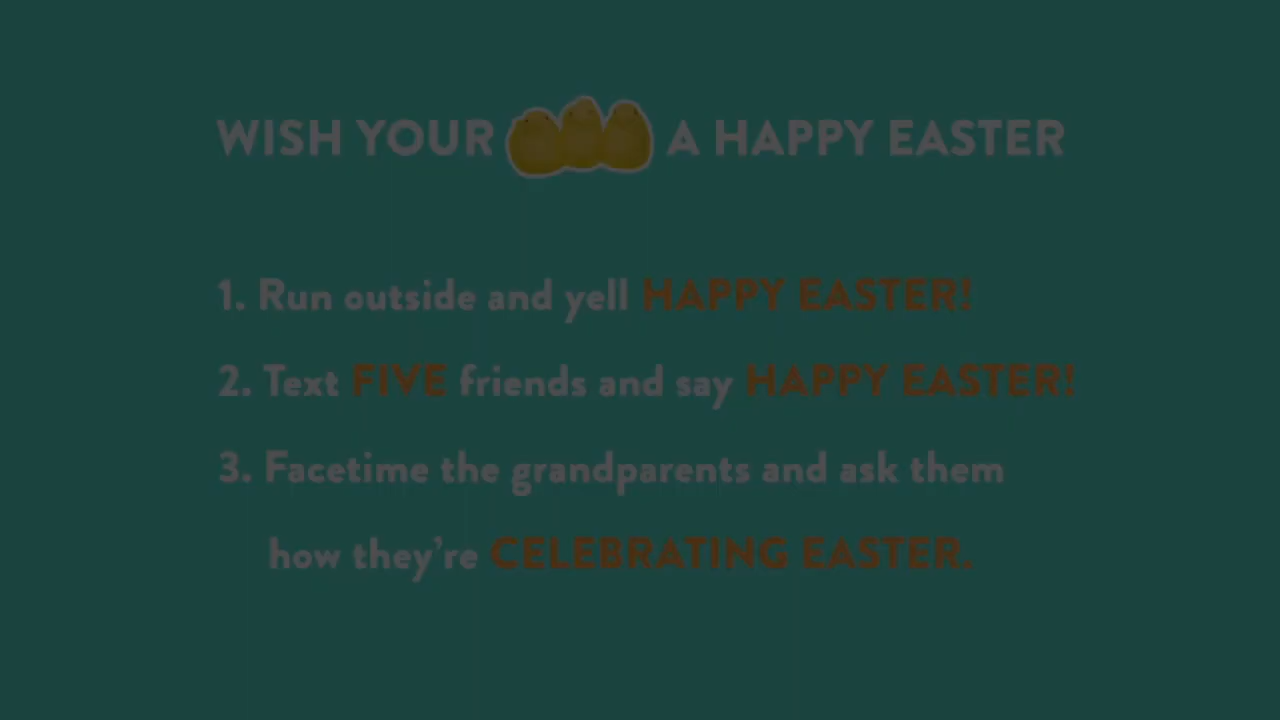 WISH YOUR A HAPPY EASTER
1. Run outside and yell HAPPY EASTER!
2. Text FIVE friends and say HAPPY EASTER!
3. Facetime the grandparents and ask them
how they're CELEBRATING EASTER.